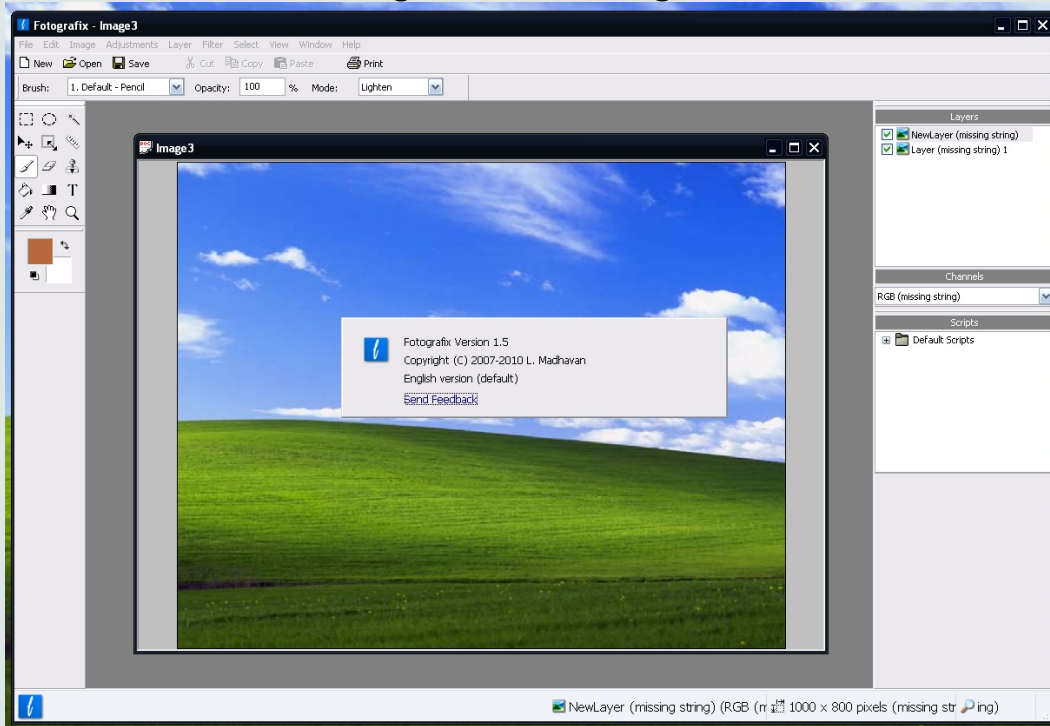 Fotografix - Image3
File Edit Image Adjustments Layer Filter Select View Window Help
New Open Save Cut Copy Paste Print
Brush: 1. Default - Pencil Opacity: 100 % Mode: Lighten
Layers
NewLayer (missing string)
Layer (missing string) 1
Image3
Channels
RGB (missing string)
Scripts
Default Scripts
Fotografix Version 1.5
Copyright (C) 2007-2010 L. Madhavan
English version (default)
Send Feedback
NewLayer (missing string) (RGB (m 1000 x 800 pixels (missing str ing)